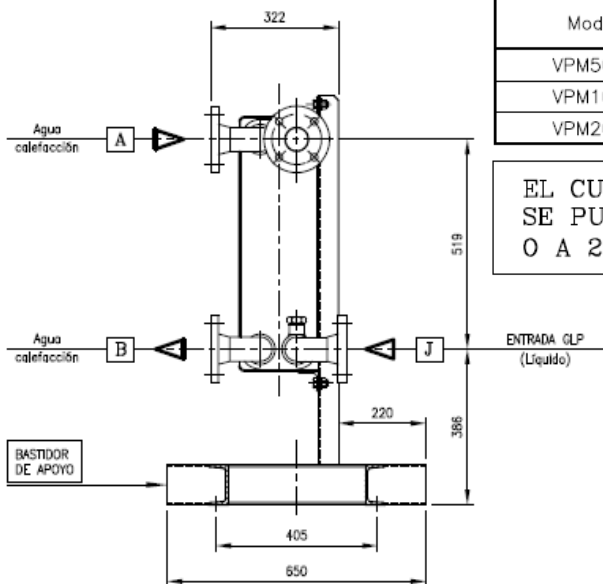 322
Mod
VPM5
VPM1
VPM2
Agua
calefacción
A
EL CU
SE PU
O A 2
519
Agua
calefacción
B
J
ENTRADA GLP
(Líquido)
220
386
BASTIDOR
DE APOYO
405
650